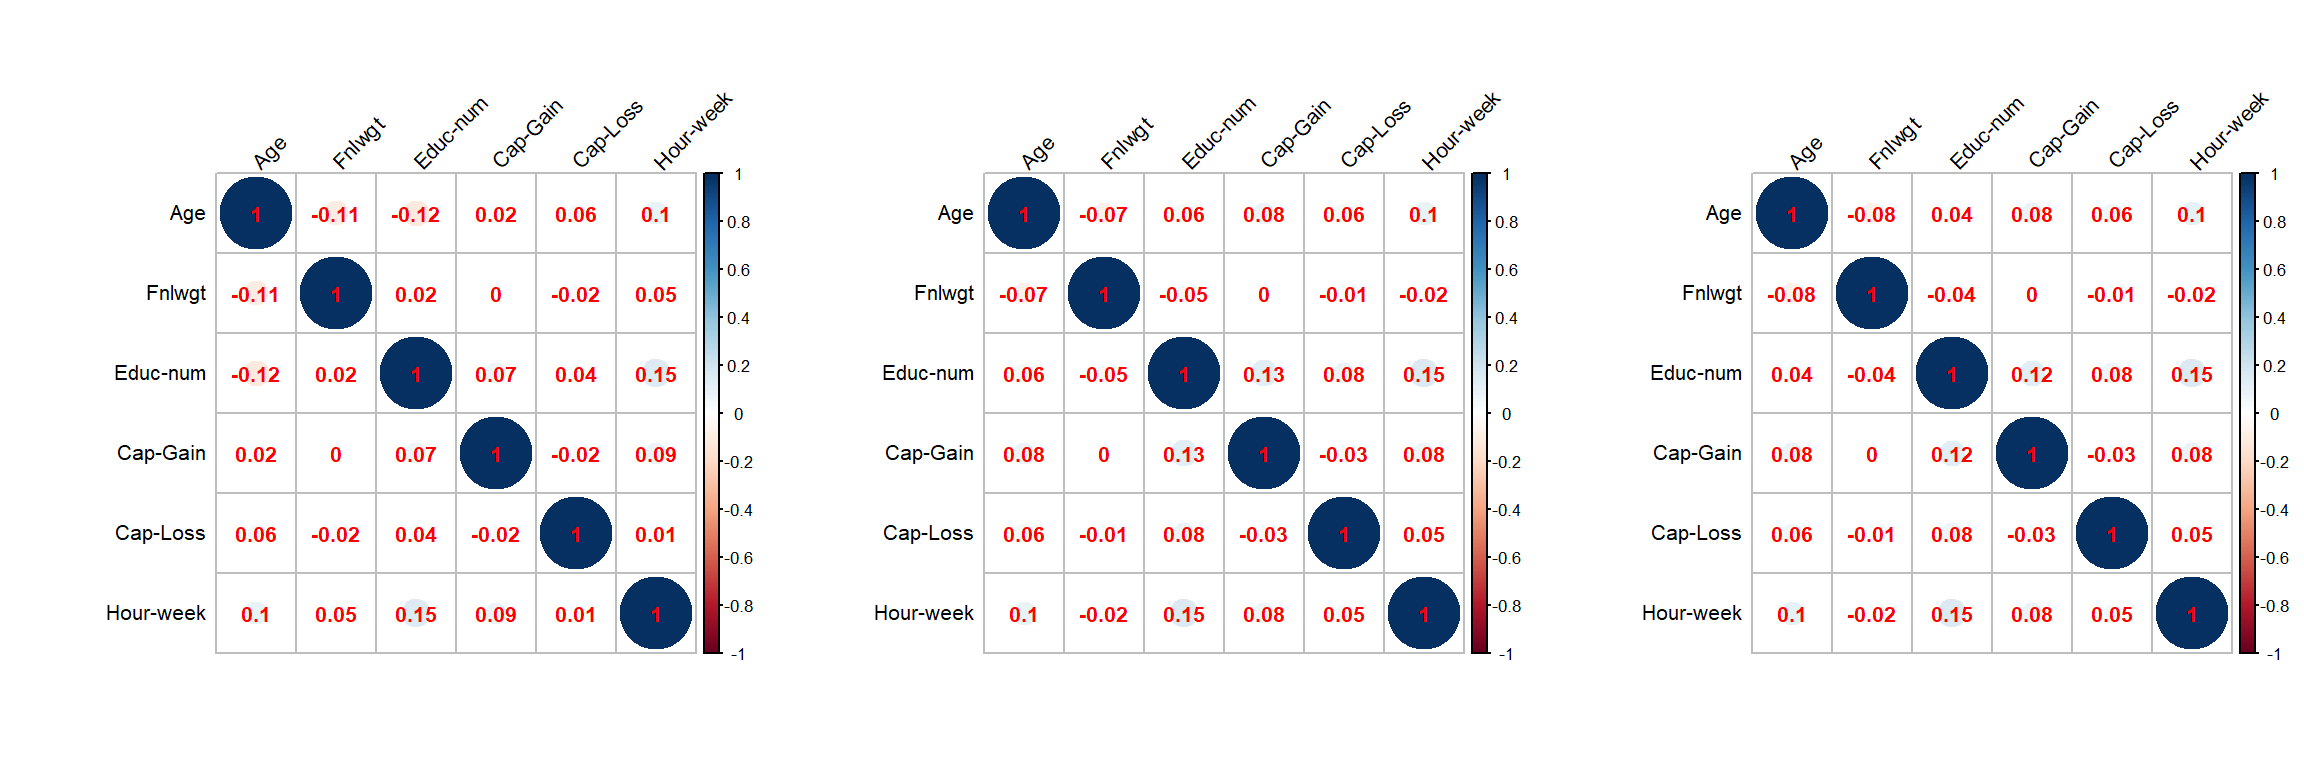 Age Fnlwgt Educ-num Cap-Gain Cap-Loss Hour-week
Age 1 -0.11 -0.12 0.02 0.06 0.1
Fnlwgt -0.11 1 0.02 0 -0.02 0.05
Educ-num -0.12 0.02 1 0.07 0.04 0.15
Cap-Gain 0.02 0 0.07 1 -0.02 0.09
Cap-Loss 0.06 -0.02 0.04 -0.02 1 0.01
Hour-week 0.1 0.05 0.15 0.09 0.01 1
1
0.8
0.6
0.4
0.2
0
-0.2
-0.4
-0.6
-0.8
-1
Age Fnlwgt Educ-num Cap-Gain Cap-Loss Hour-week
Age 1 -0.07 0.06 0.08 0.06 0.1
Fnlwgt -0.07 1 -0.05 0 -0.01 -0.02
Educ-num 0.06 -0.05 1 0.13 0.08 0.15
Cap-Gain 0.08 0 0.13 1 -0.03 0.08
Cap-Loss 0.06 -0.01 0.08 -0.03 1 0.05
Hour-week 0.1 -0.02 0.15 0.08 0.05 1
1
0.8
0.6
0.4
0.2
0
-0.2
-0.4
-0.6
-0.8
-1
Age Fnlwgt Educ-num Cap-Gain Cap-Loss Hour-week
Age 1 -0.08 0.04 0.08 0.06 0.1
Fnlwgt -0.08 1 -0.04 0 -0.01 -0.02
Educ-num 0.04 -0.04 1 0.12 0.08 0.15
Cap-Gain 0.08 0 0.12 1 -0.03 0.08
Cap-Loss 0.06 -0.01 0.08 -0.03 1 0.05
Hour-week 0.1 -0.02 0.15 0.08 0.05 1
1
0.8
0.6
0.4
0.2
0
-0.2
-0.4
-0.6
-0.8
-1